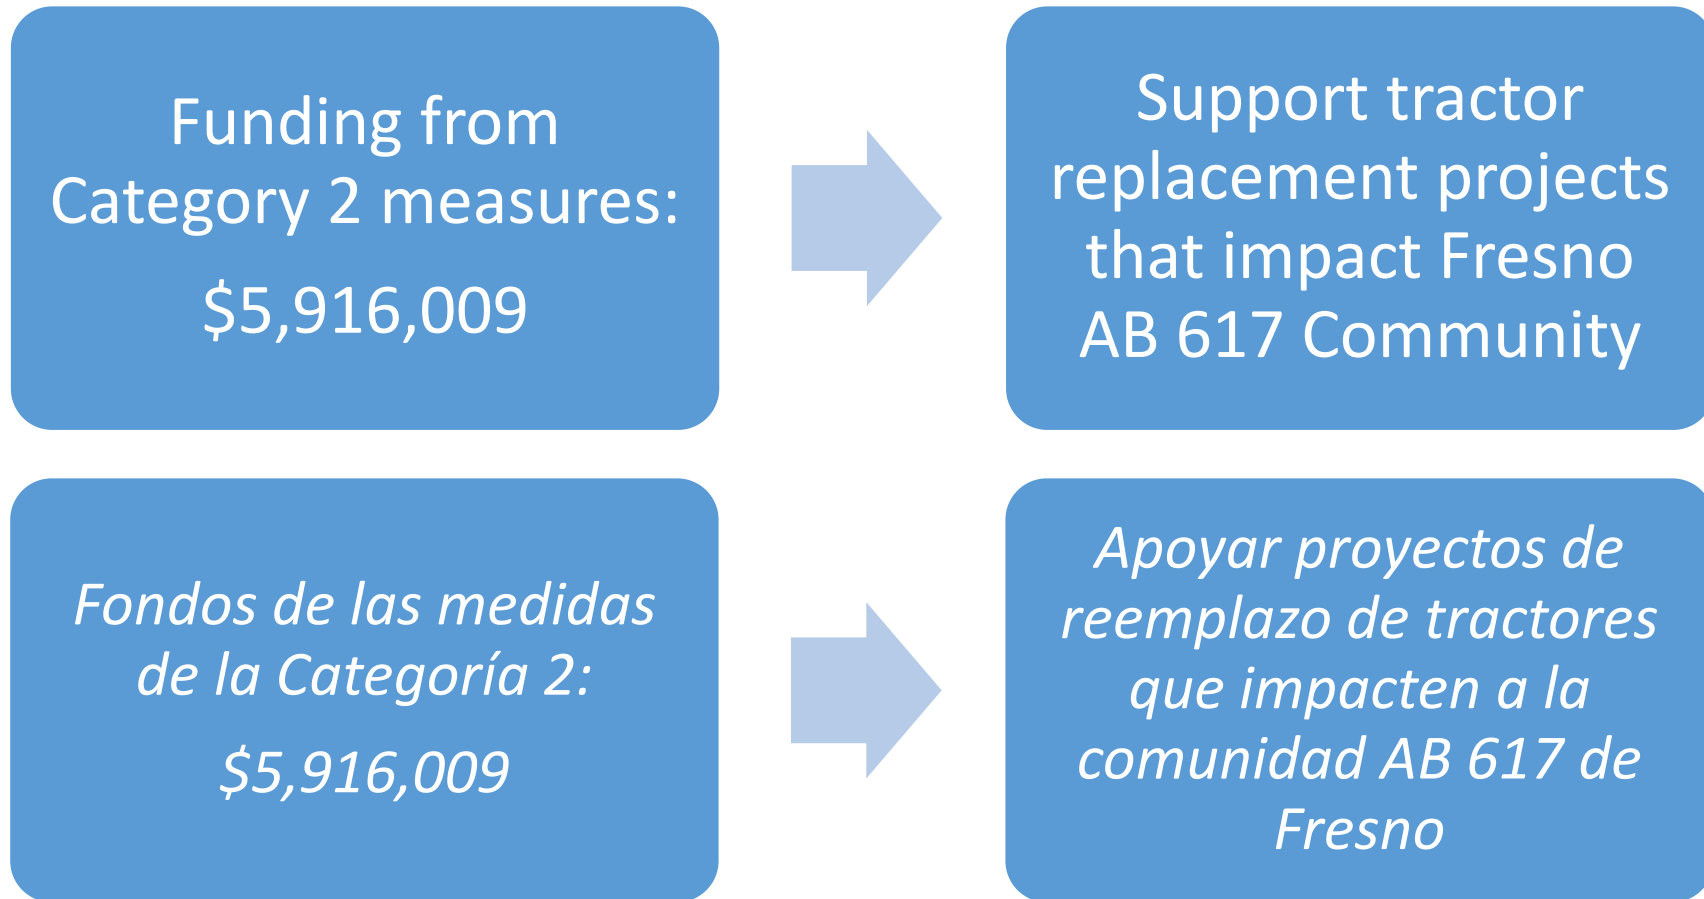 Funding from
Category 2 measures:
$5,916,009
Support tractor
replacement projects
that impact Fresno
AB 617 Community
Fondos de las medidas
de la Categoría 2:
$5,916,009
Apoyar proyectos de
reemplazo de tractores
que impacten a la
comunidad AB 617 de
Fresno